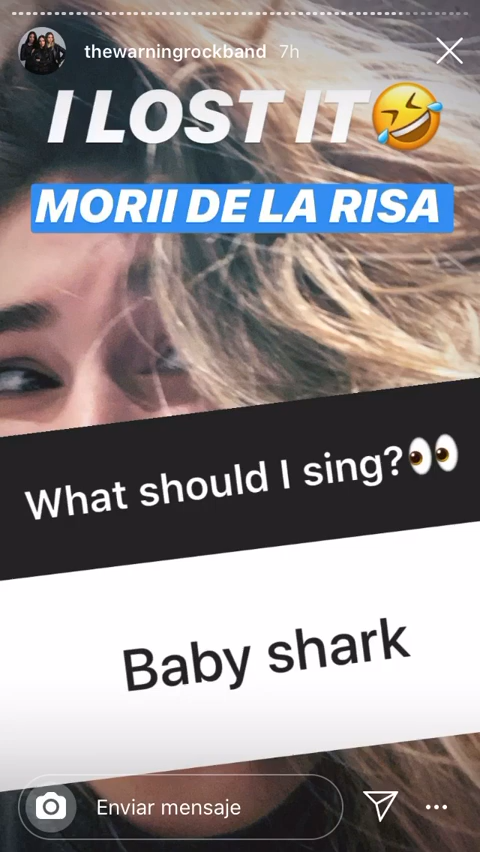 thewarningrockband 7h
I LOST IT🤣
MORII DE LA RISA
What should I sing?👀
Baby shark
Enviar mensaje